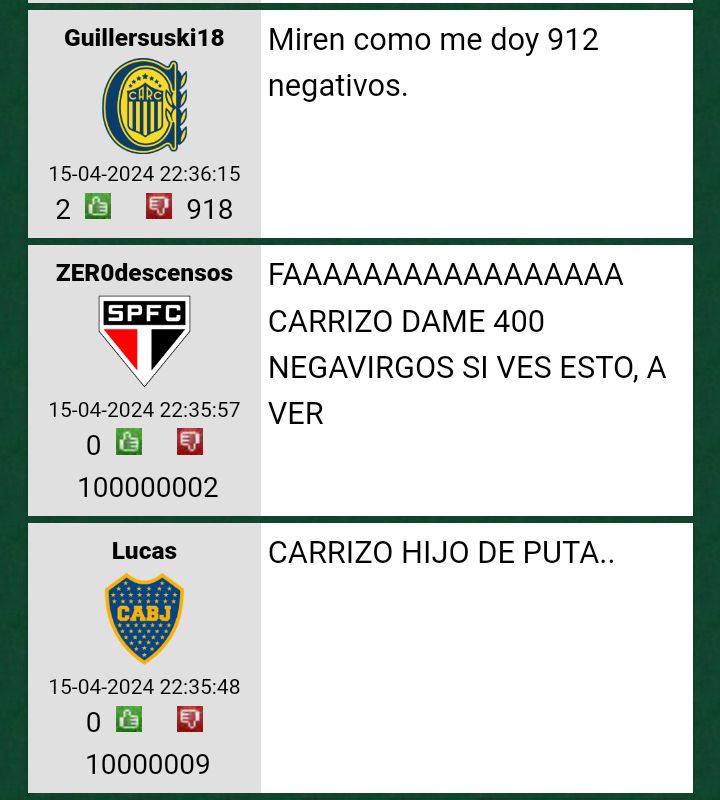 Guillersuski18
CARC
15-04-2024 22:36:15
2 918
Miren como me doy 912
negativos.
ZER0descensos
SPFC
15-04-2024 22:35:57
0
100000002
FAAAAAAAAAAAAAAAAA
CARRIZO DAME 400
NEGAVIRGOS SI VES ESTO, A
VER
Lucas
CABJ
15-04-2024 22:35:48
0
10000009
CARRIZO HIJO DE PUTA..